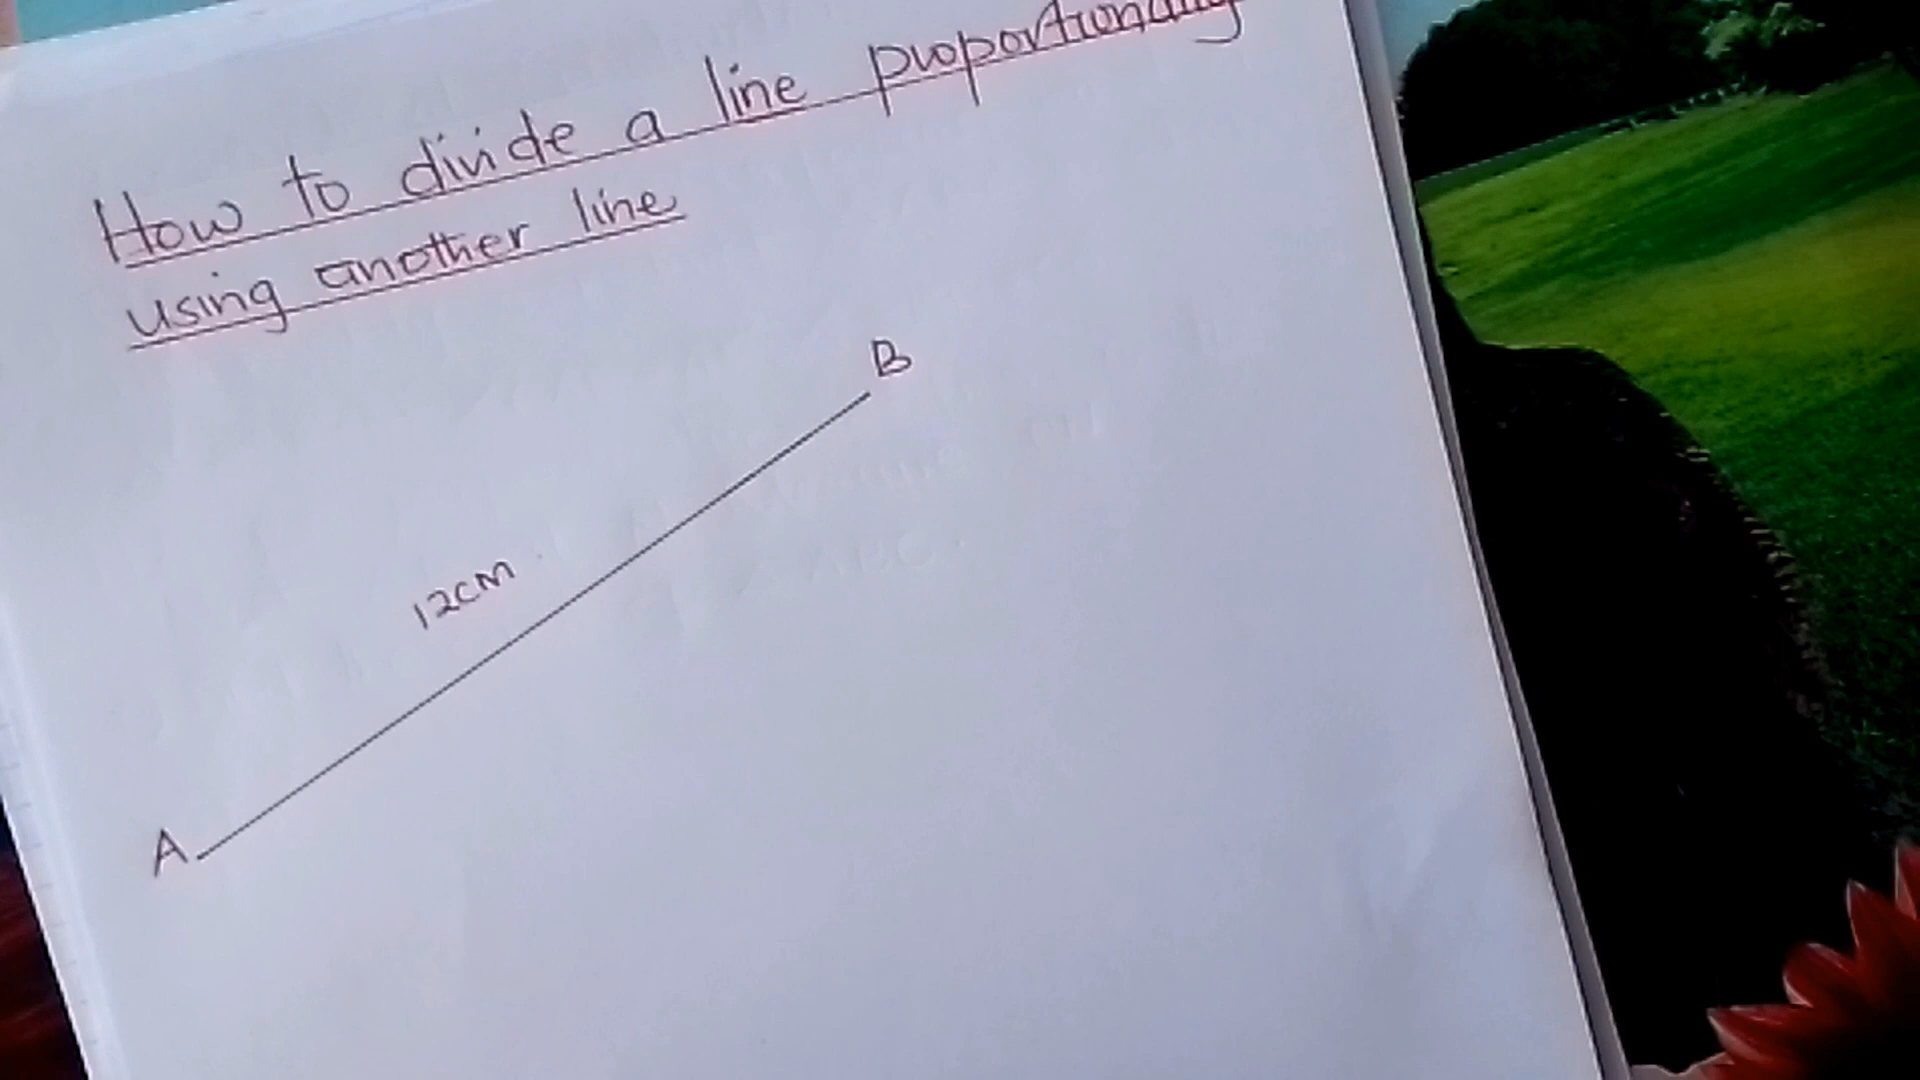 How to divide a line proportionally
using another line
B
12cm
A